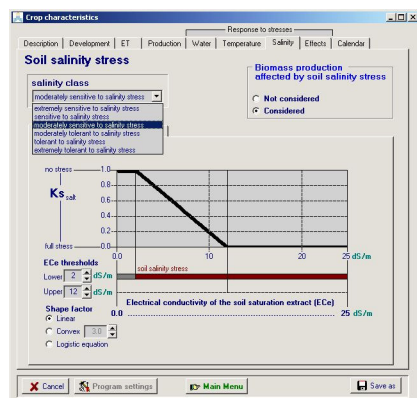 Crop characteristics
Response to stresses
Description Development ET Production Water Temperature Salinity Effects Calendar
Soil salinity stress
Biomass production
affected by soil salinity stress
Not considered
Considered
salinity class
moderately sensitive to salinity stress
extremely sensitive to salinity stress
sensitive to salinity stress
moderately sensitive to salinity stress
moderately tolerant to salinity stress
tolerant to salinity stress
extremely tolerant to salinity stress
no stress 1.0
0.8
Ks salt 0.6
0.4
0.2
full stress 0.0
0.0 10 20 25 dS/m
ECe thresholds
Lower 2 dS/m
Upper 12 dS/m
soil salinity stress
Electrical conductivity of the soil saturation extract (ECe)
0.0 25 dS/m
Shape factor
Linear
Convex 3.0
Logistic equation
Cancel Program settings Main Menu Save as